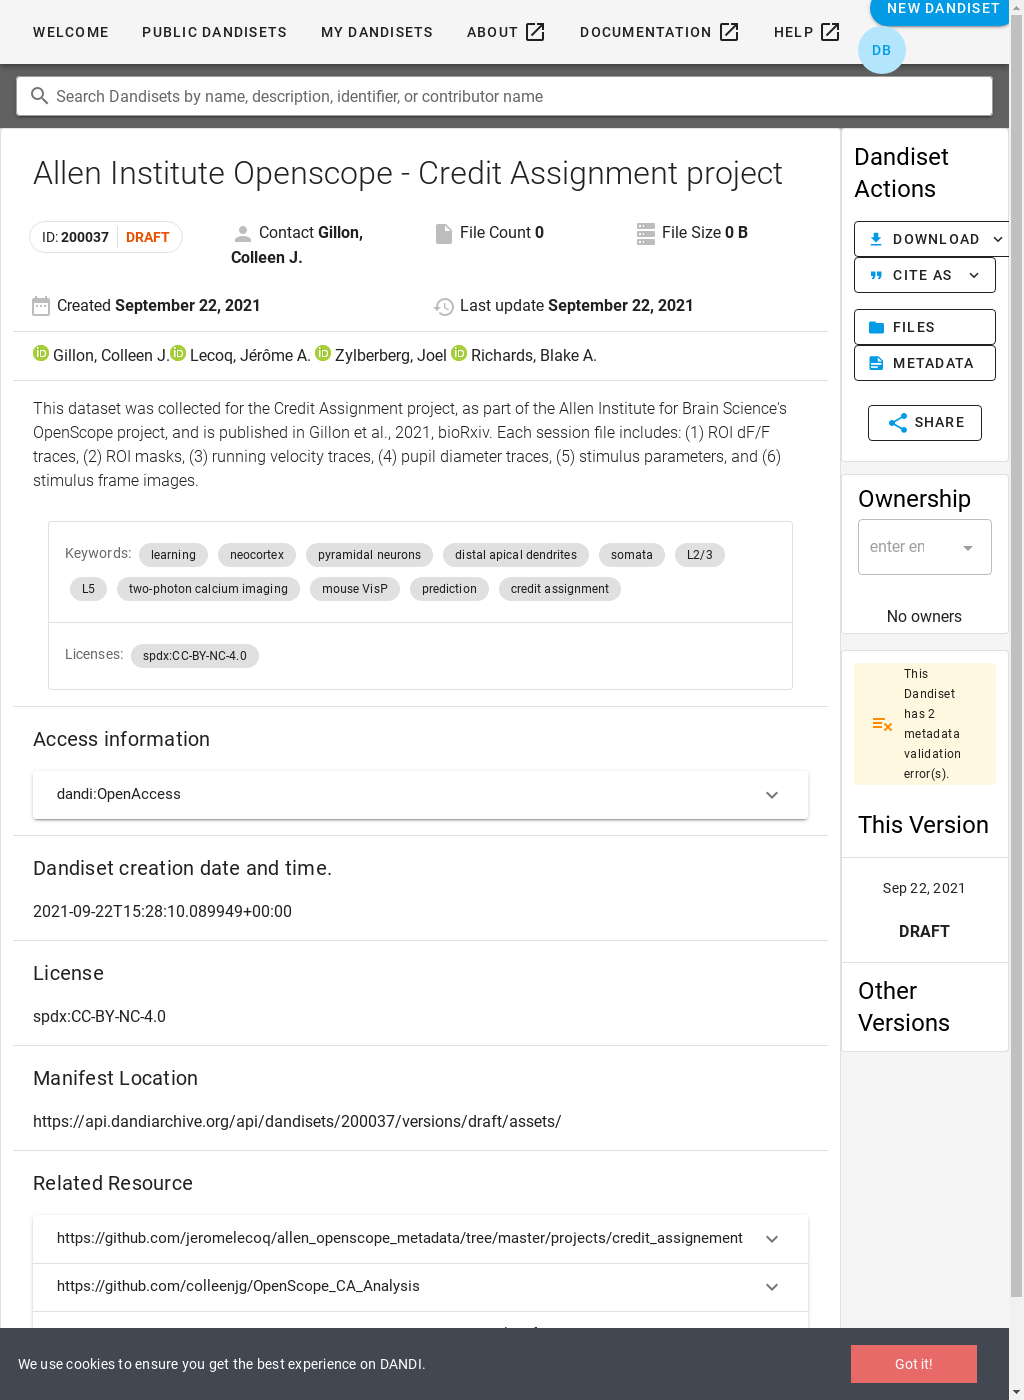 WELCOME PUBLIC DANDISETS MY DANDISETS ABOUT DOCUMENTATION HELP NEW DANDISET
DB
Search Dandisets by name, description, identifier, or contributor name
Allen Institute Openscope - Credit Assignment project
ID: 200037 DRAFT
Contact Gillon,
Colleen J.
File Count 0
File Size 0 B
Created September 22, 2021
Last update September 22, 2021
iD Gillon, Colleen J. iD Lecoq, Jérôme A. iD Zylberberg, Joel iD Richards, Blake A.
This dataset was collected for the Credit Assignment project, as part of the Allen Institute for Brain Science's
OpenScope project, and is published in Gillon et al., 2021, bioRxiv. Each session file includes: (1) ROI dF/F
traces, (2) ROI masks, (3) running velocity traces, (4) pupil diameter traces, (5) stimulus parameters, and (6)
stimulus frame images.
Keywords: learning neocortex pyramidal neurons distal apical dendrites somata L2/3
L5 two-photon calcium imaging mouse VisP prediction credit assignment
Licenses: spdx:CC-BY-NC-4.0
Access information
dandi:OpenAccess
Dandiset creation date and time.
2021-09-22T15:28:10.089949+00:00
License
spdx:CC-BY-NC-4.0
Manifest Location
https://api.dandiarchive.org/api/dandisets/200037/versions/draft/assets/
Related Resource
https://github.com/jeromelecoq/allen_openscope_metadata/tree/master/projects/credit_assignement
https://github.com/colleenjg/OpenScope_CA_Analysis
Dandiset
Actions
DOWNLOAD
CITE AS
FILES
METADATA
SHARE
Ownership
enter en
No owners
This
Dandiset
has 2
metadata
validation
error(s).
This Version
Sep 22, 2021
DRAFT
Other
Versions
We use cookies to ensure you get the best experience on DANDI.
Got it!